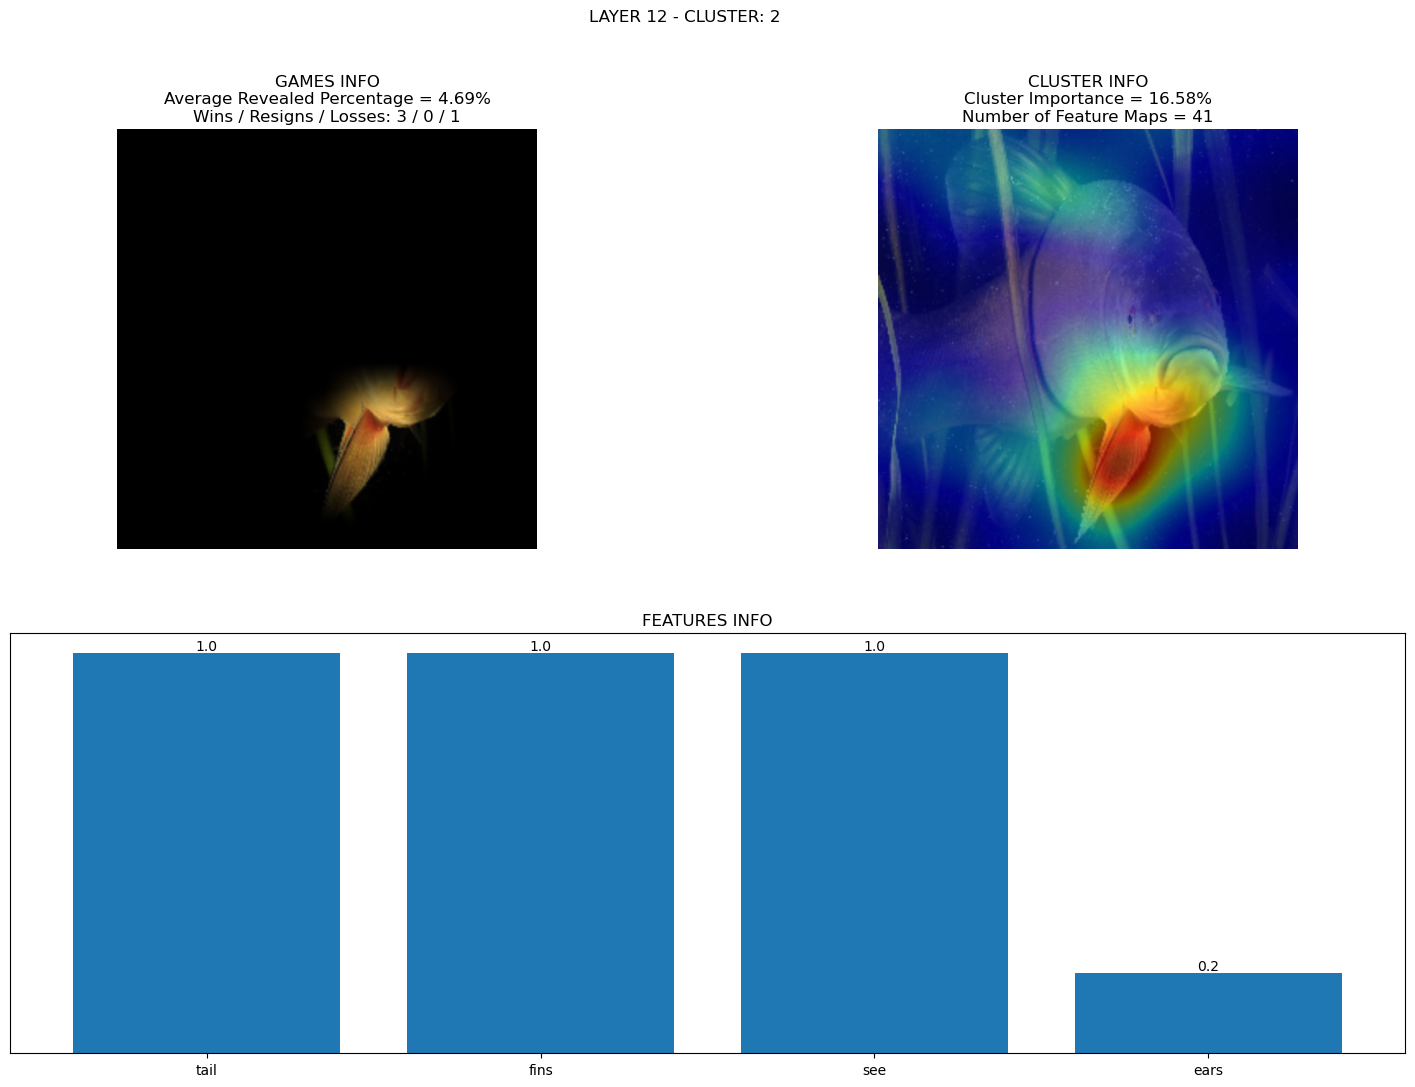 LAYER 12 - CLUSTER: 2
GAMES INFO
Average Revealed Percentage = 4.69%
Wins / Resigns / Losses: 3 / 0 / 1
CLUSTER INFO
Cluster Importance = 16.58%
Number of Feature Maps = 41
FEATURES INFO
1.0 1.0 1.0 0.2
tail fins see ears